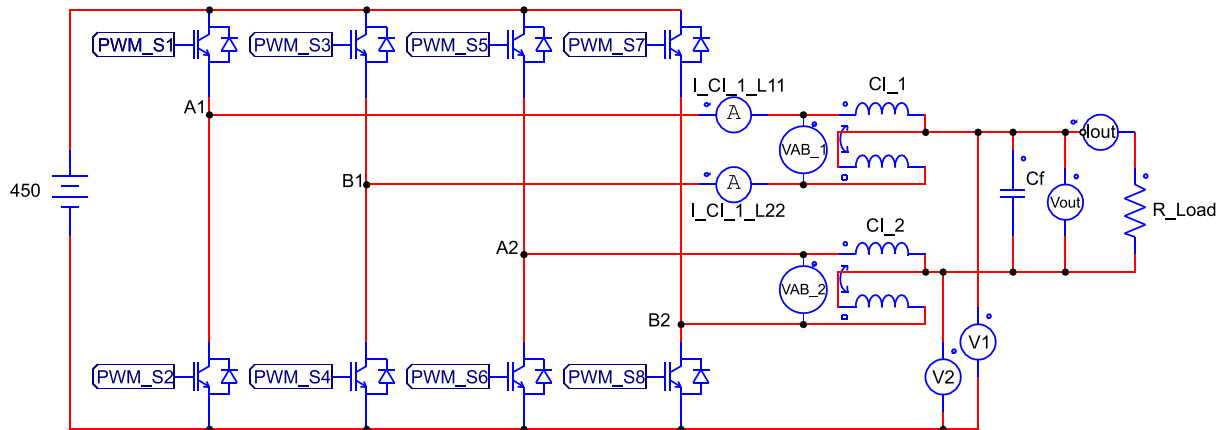 PWM_S1
PWM_S3
PWM_S5
PWM_S7
I_CI_1_L11
CI_1
A1
A
VAB_1
Iout
450
B1
A
I_CI_1_L22
Cf
Vout
R_Load
A2
CI_2
VAB_2
B2
V1
PWM_S2
PWM_S4
PWM_S6
PWM_S8
V2